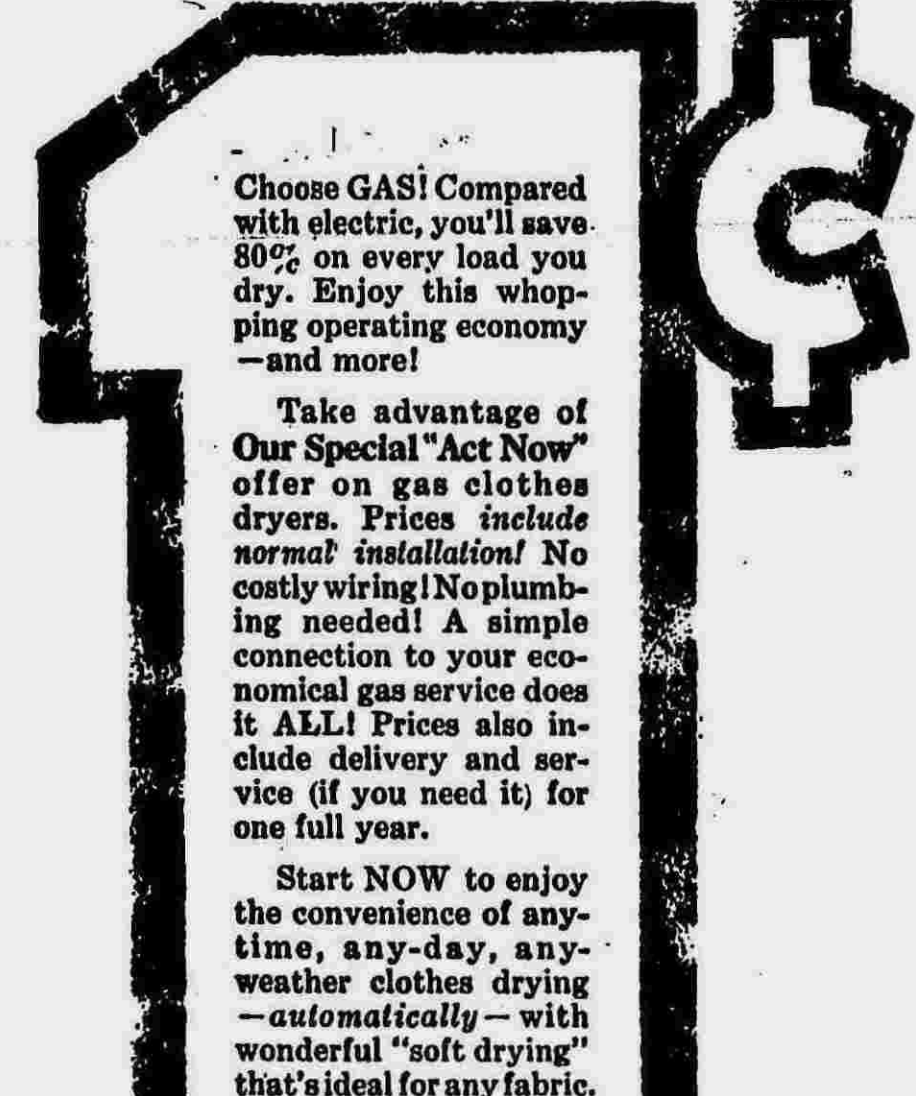 1¢
Choose GAS! Compared
with electric, you'll save
80% on every load you
dry. Enjoy this whop-
ping operating economy
—and more!
Take advantage of
Our Special "Act Now"
offer on gas clothes
dryers. Prices include
normal installation! No
costly wiring! No plumb-
ing needed! A simple
connection to your eco-
nomical gas service does
it ALL! Prices also in-
clude delivery and ser-
vice (if you need it) for
one full year.
Start NOW to enjoy
the convenience of any-
time, any-day, any-
weather clothes drying
—automatically— with
wonderful "soft drying"
that's ideal for any fabric.